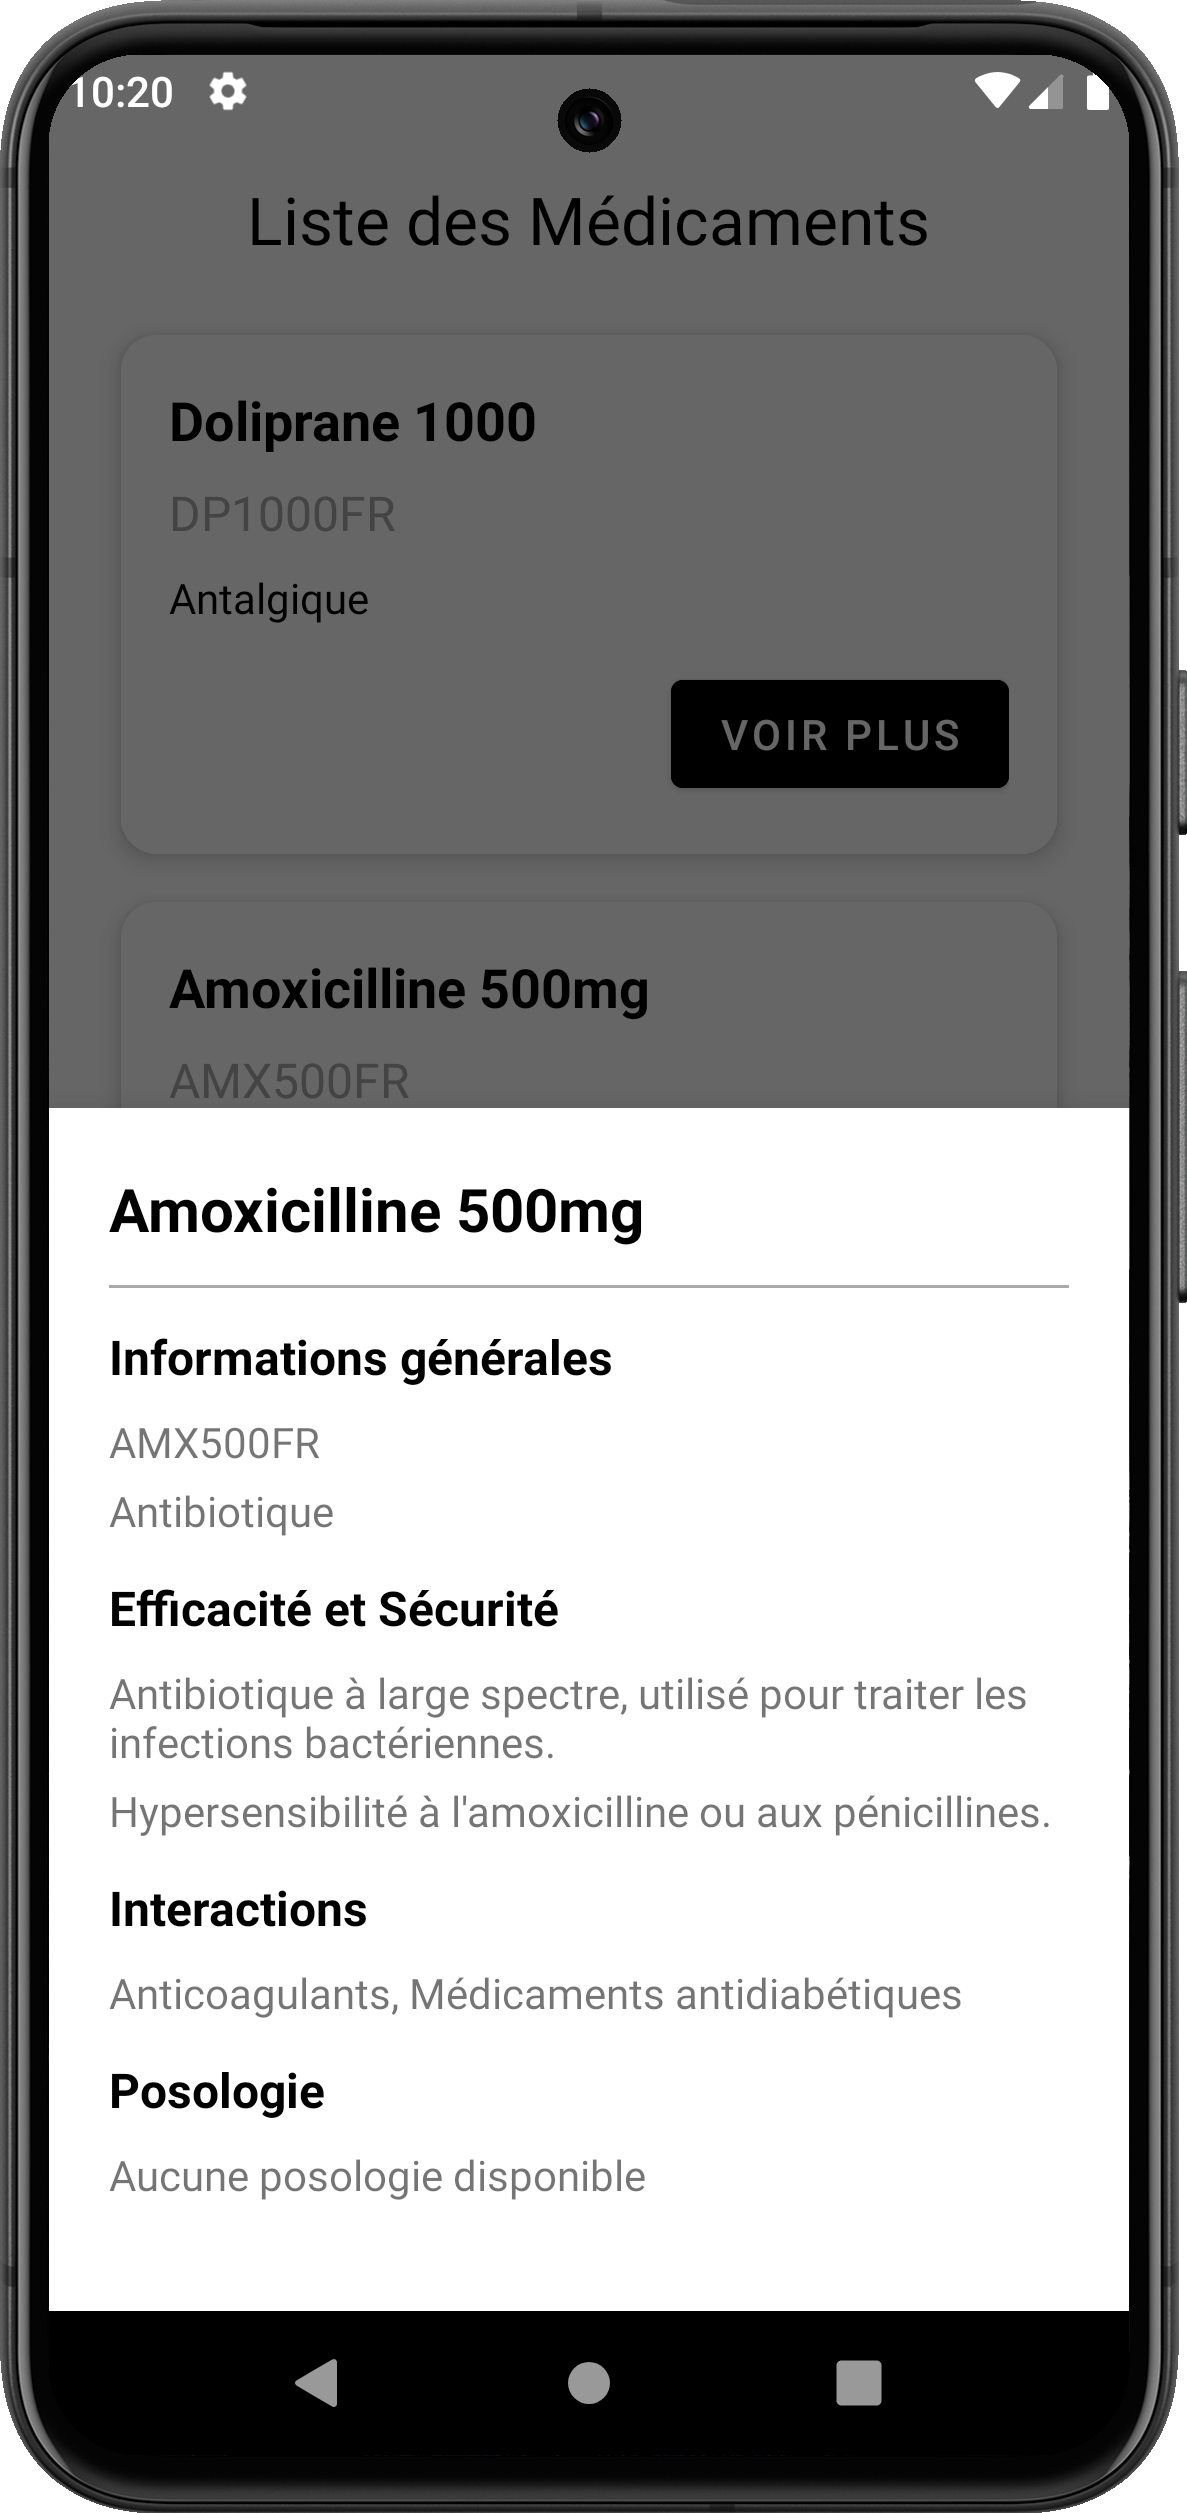 10:20
Liste des Médicaments
Doliprane 1000
DP1000FR
Antalgique
VOIR PLUS
Amoxicilline 500mg
AMX500FR
Amoxicilline 500mg
Informations générales
AMX500FR
Antibiotique
Efficacité et Sécurité
Antibiotique à large spectre, utilisé pour traiter les
infections bactériennes.
Hypersensibilité à l'amoxicilline ou aux pénicillines.
Interactions
Anticoagulants, Médicaments antidiabétiques
Posologie
Aucune posologie disponible